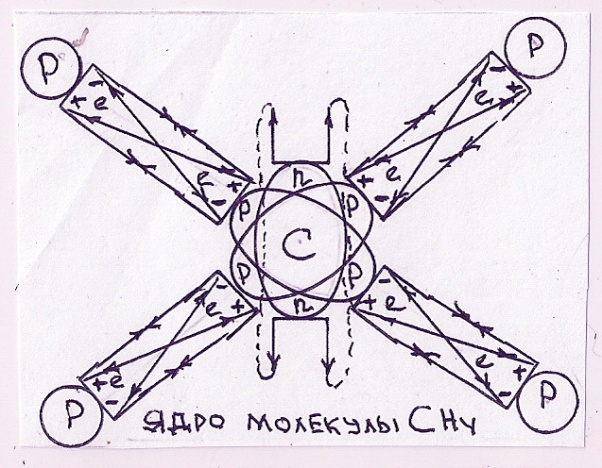 P P
- + e - e
e + - + - e
n
P P
C
P P
n
- e + - + e
+ e - e + -
P P
ЯДРО МОЛЕКУЛЫ CH4